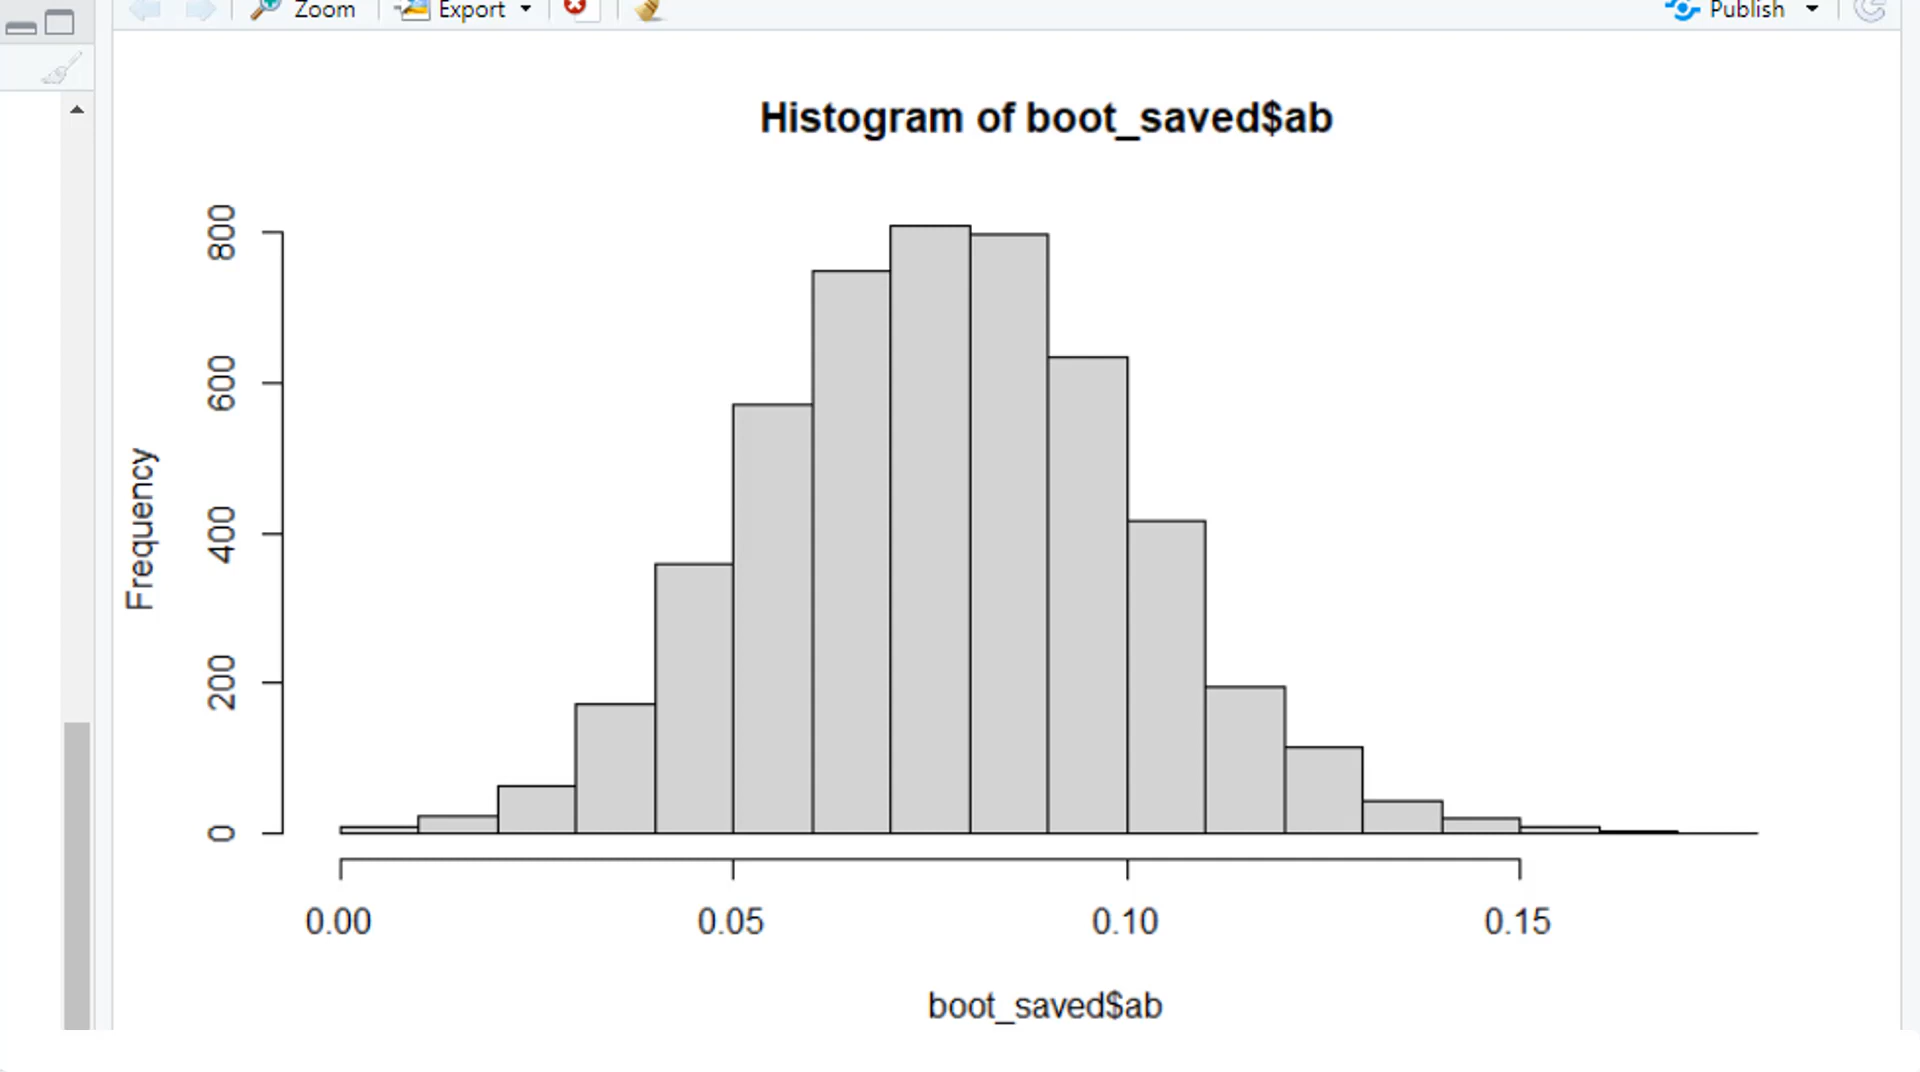 Zoom Export Publish
Histogram of boot_saved$ab
800
600
400
200
0
Frequency
0.00 0.05 0.10 0.15
boot_saved$ab